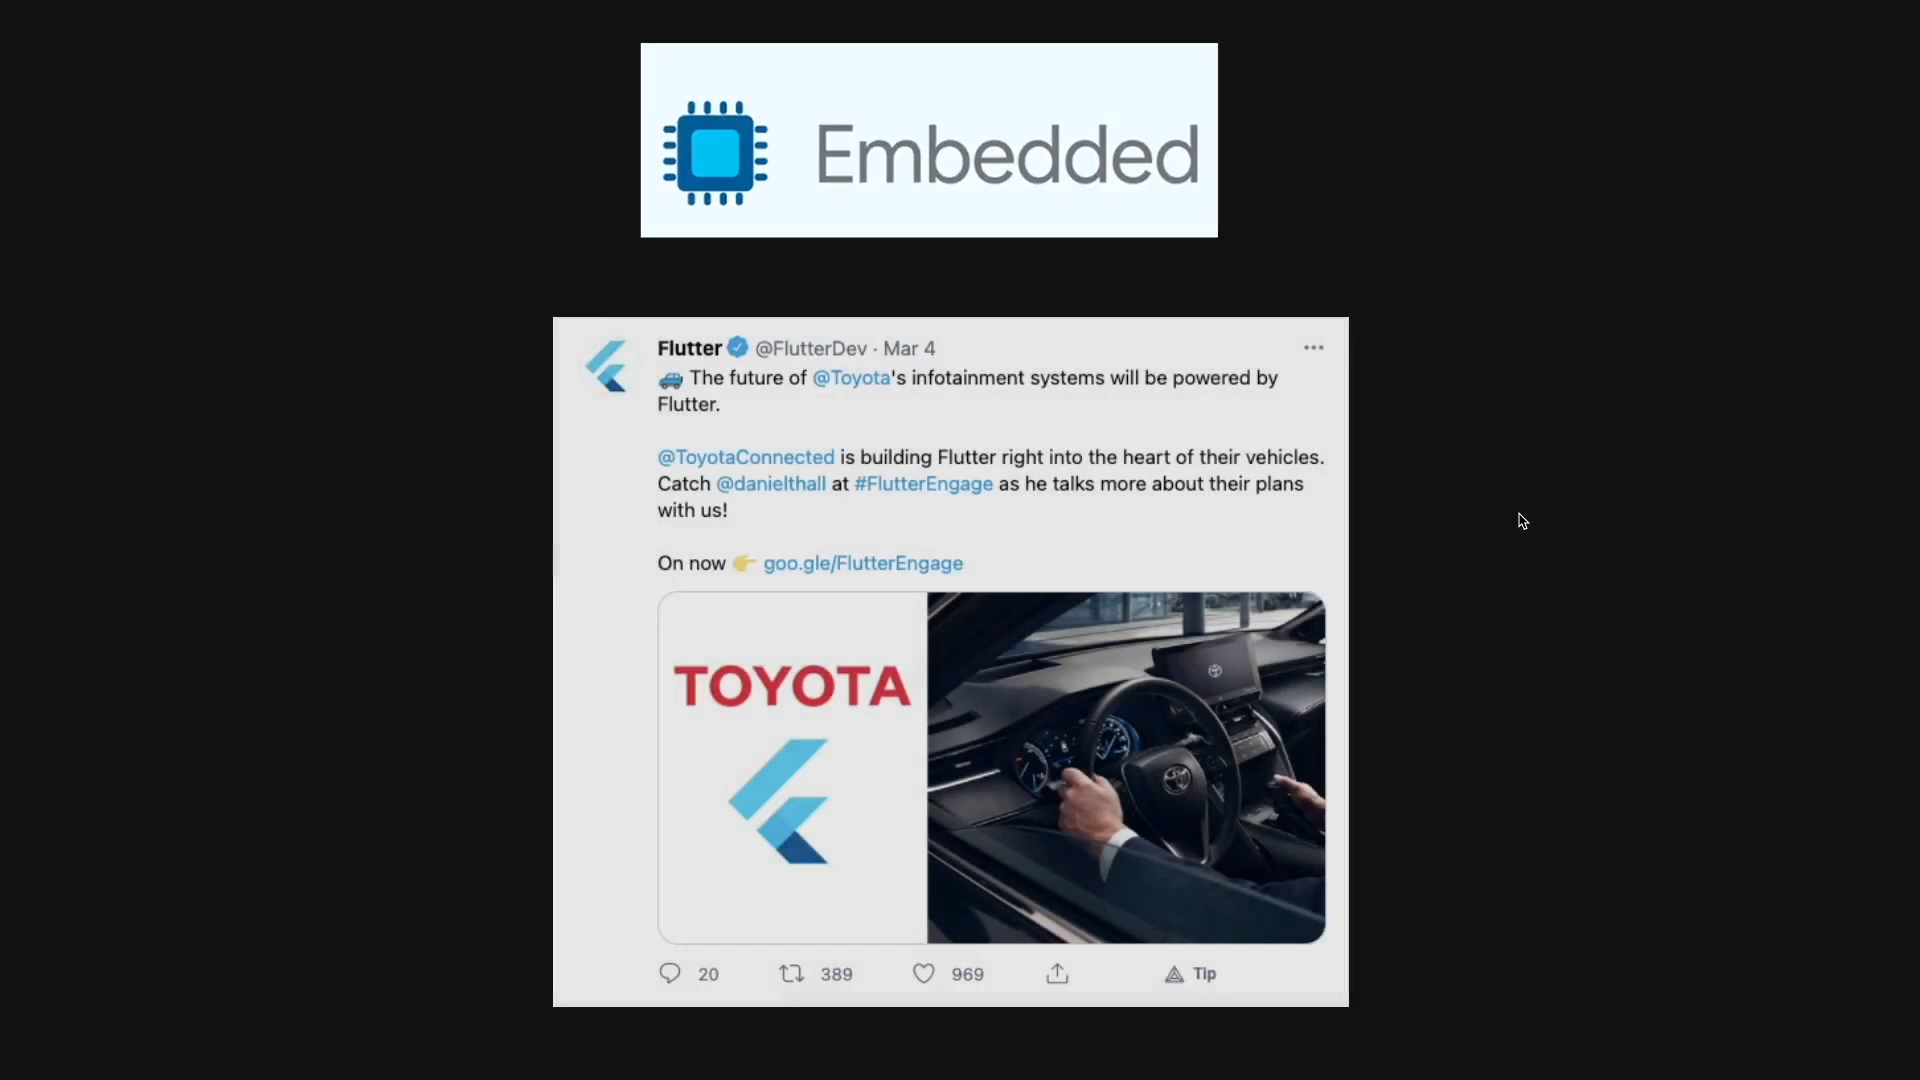 Embedded
Flutter @FlutterDev · Mar 4
🚙 The future of @Toyota's infotainment systems will be powered by
Flutter.
@ToyotaConnected is building Flutter right into the heart of their vehicles.
Catch @danielthall at #FlutterEngage as he talks more about their plans
with us!
On now 👉 goo.gle/FlutterEngage
TOYOTA
20 389 969 Tip